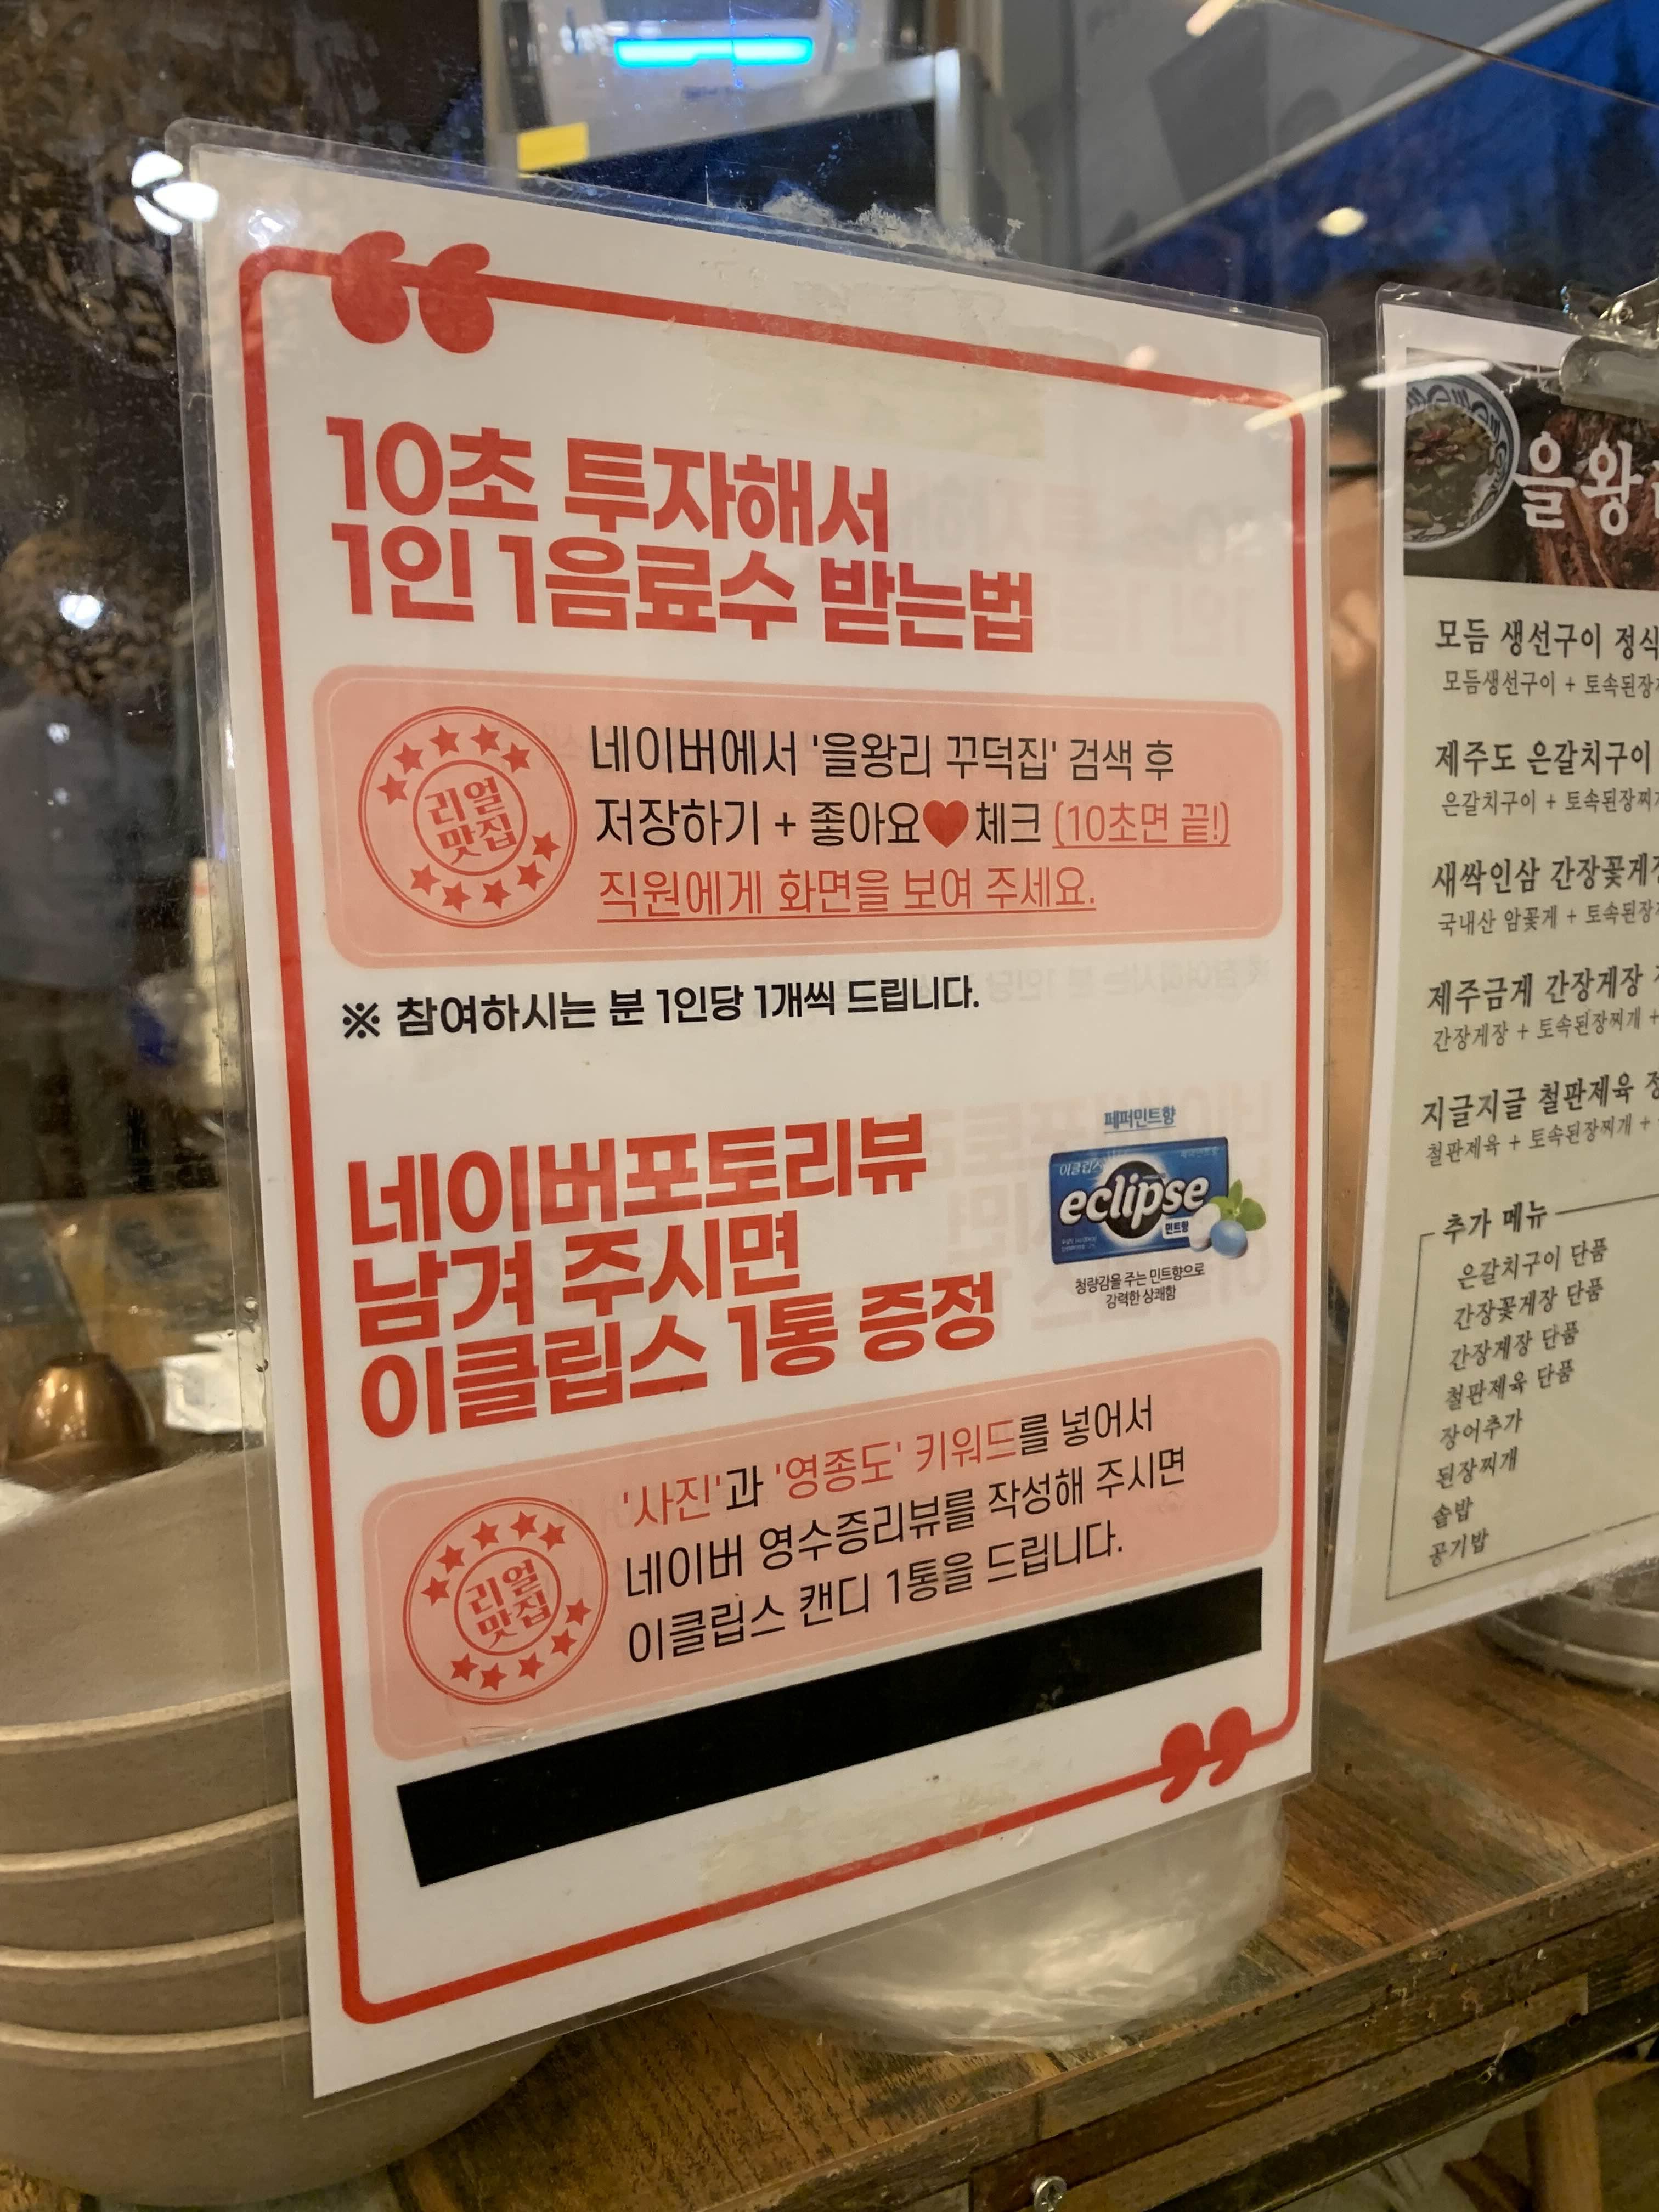 10초 투자해서
1인 1음료수 받는법
리얼
맛집
네이버에서 '을왕리 꾸덕집' 검색 후
저장하기 + 좋아요♥체크 (10초면 끝!)
직원에게 화면을 보여 주세요.
※ 참여하시는 분 1인당 1개씩 드립니다.
네이버포토리뷰
남겨 주시면
이클립스 1통 증정
페퍼민트향
이클립스
eclipse
민트향
청량감을 주는 민트향으로
강력한 상쾌함
리얼
맛집
'사진'과 '영종도' 키워드를 넣어서
네이버 영수증리뷰를 작성해 주시면
이클립스 캔디 1통을 드립니다.
을왕
모듬 생선구이 정식
모듬생선구이 + 토속된장
제주도 은갈치구이
은갈치구이 + 토속된장찌
새싹인삼 간장꽃게장
국내산 암꽃게 + 토속된장
제주금게 간장게장
간장게장 + 토속된장찌개 +
지글지글 철판제육 정
철판제육 + 토속된장찌개 +
추가 메뉴
은갈치구이 단품
간장꽃게장 단품
간장게장 단품
철판제육 단품
장어추가
된장찌개
솥밥
공기밥